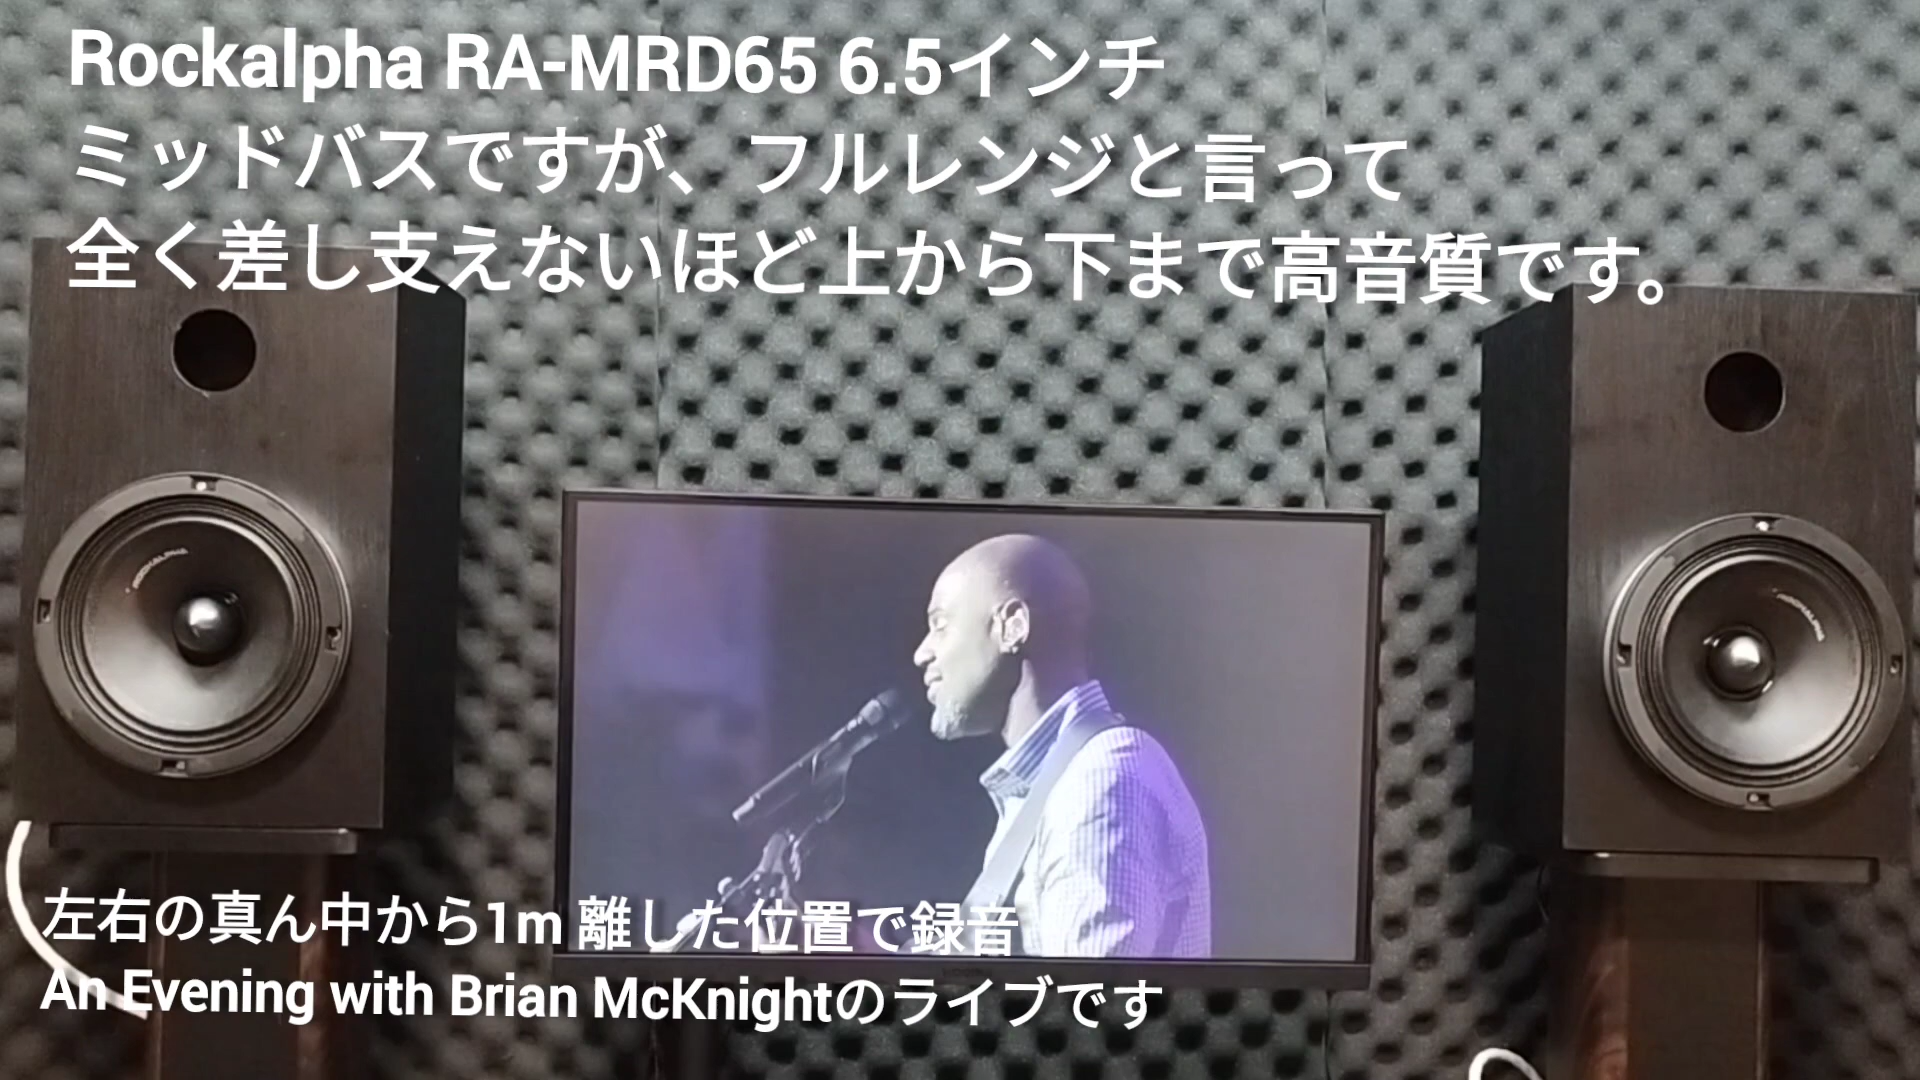 Rockalpha RA-MRD65 6.5インチ
ミッドバスですが、フルレンジと言って
全く差し支えないほど上から下まで高音質です。
ROCKALPHA
ROCKALPHA
左右の真ん中から1m 離した位置で録音
An Evening with Brian McKnightのライブです